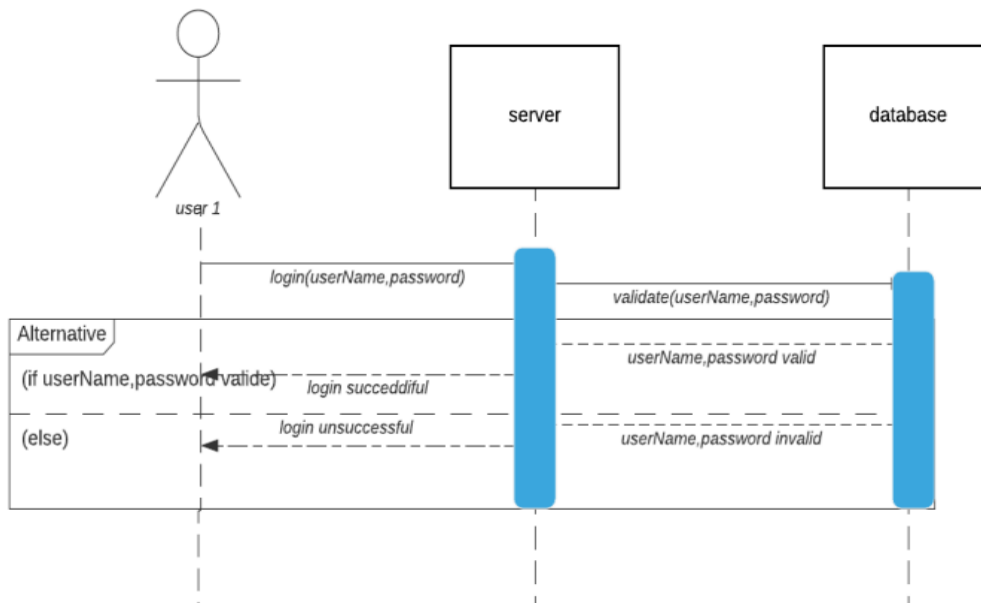 server
database
user 1
login(userName,password)
validate(userName,password)
Alternative
userName,password valid
(if userName,password valide)
login succeddiful
login unsuccessful
(else)
userName,password invalid